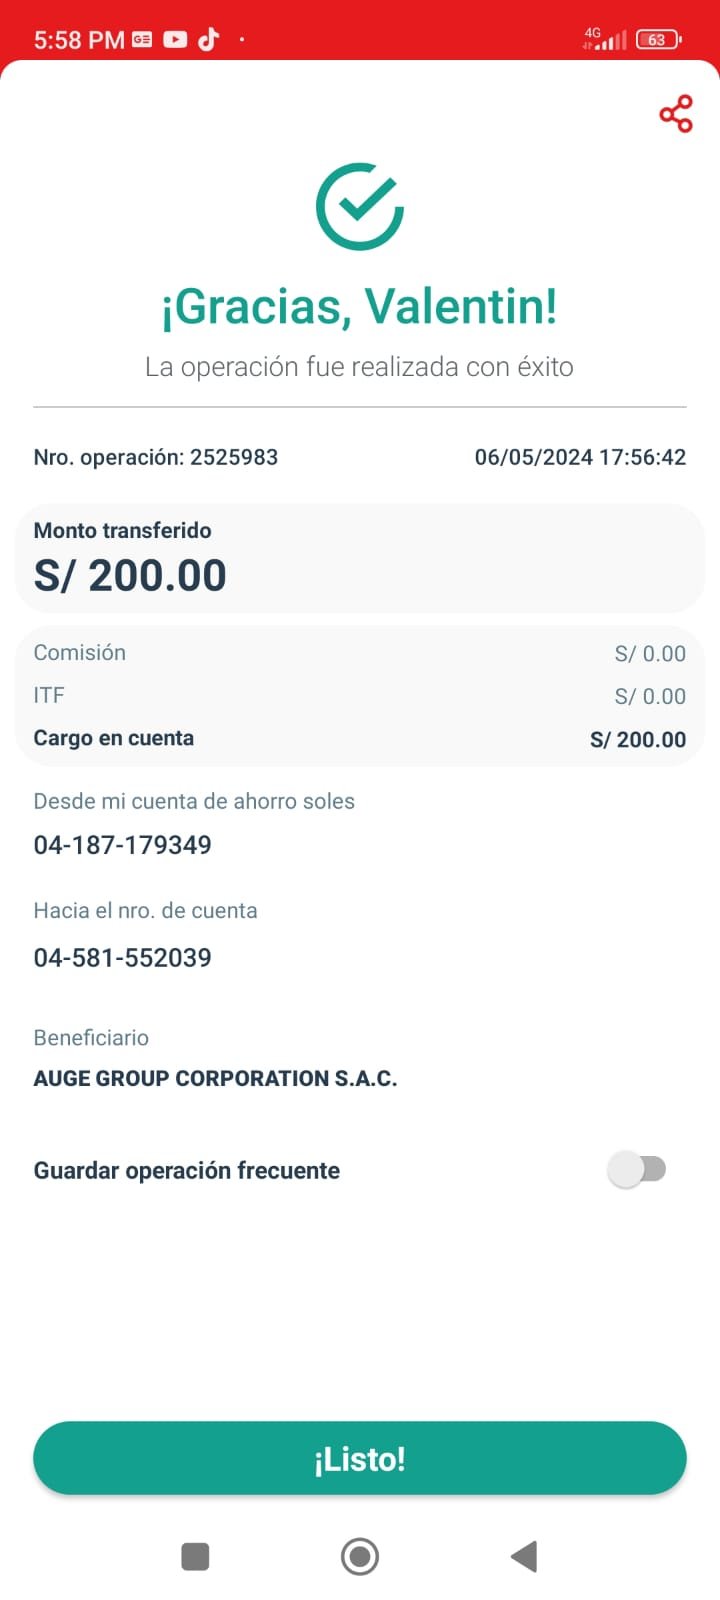 5:58 PM
4G
63
¡Gracias, Valentin!
La operación fue realizada con éxito
Nro. operación: 2525983 06/05/2024 17:56:42
Monto transferido
S/ 200.00
Comisión S/ 0.00
ITF S/ 0.00
Cargo en cuenta S/ 200.00
Desde mi cuenta de ahorro soles
04-187-179349
Hacia el nro. de cuenta
04-581-552039
Beneficiario
AUGE GROUP CORPORATION S.A.C.
Guardar operación frecuente
¡Listo!